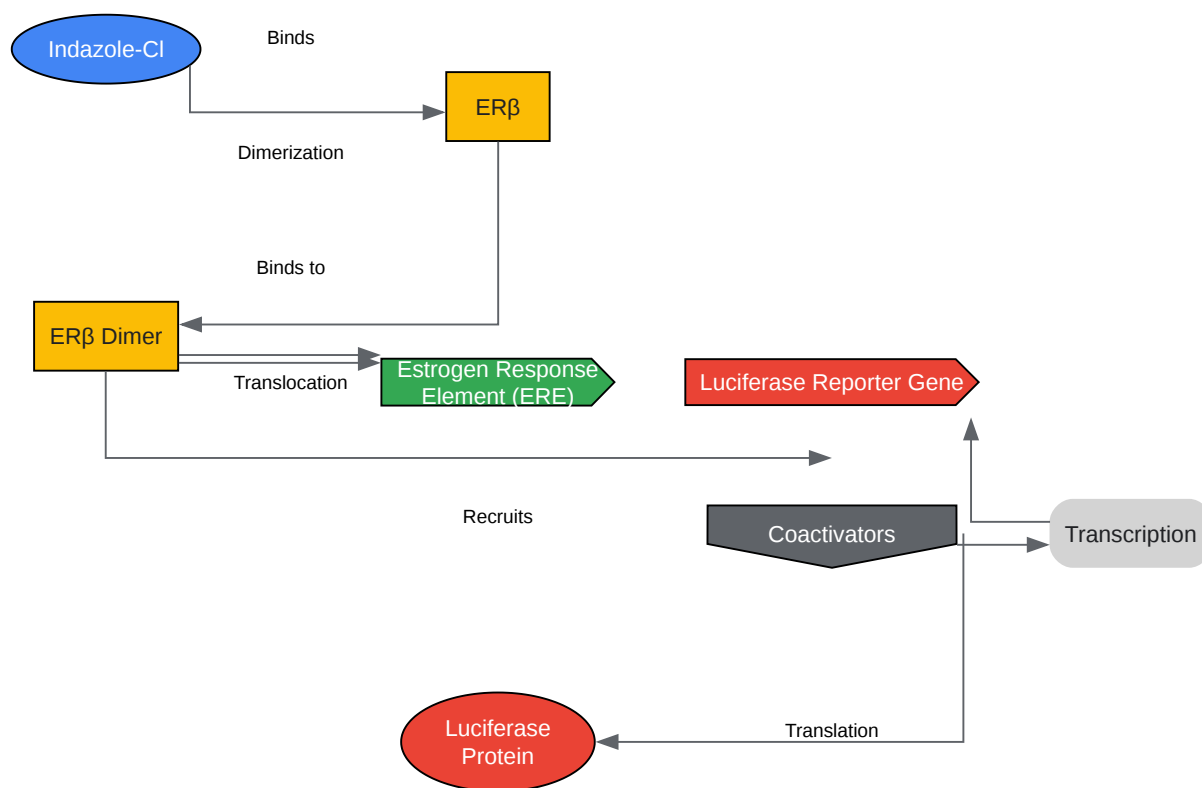 Indazole-Cl
Binds
ERβ
Dimerization
Binds to
ERβ Dimer
Translocation
Estrogen Response
Element (ERE)
Luciferase Reporter Gene
Recruits
Coactivators
Transcription
Luciferase
Protein
Translation